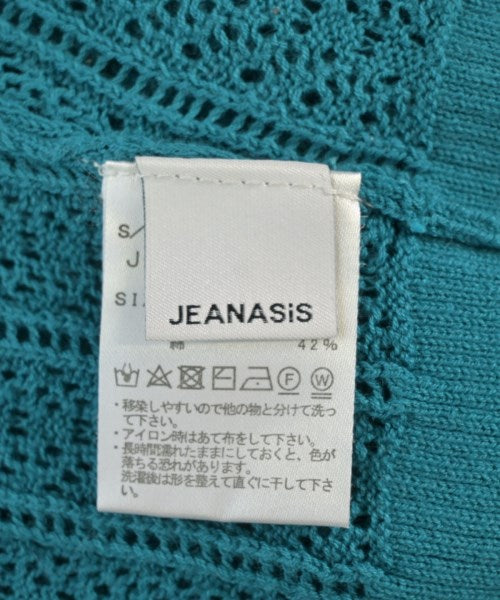 S/
J
SI
JEANASiS
綿 42%
F W
・移染しやすいので他の物と分けて洗っ
て下さい。
・アイロン時はあて布をして下さい。
・長時間濡れたままにしておくと、色が
落ちる恐れがあります。
洗濯後は形を整えて直ぐに干して下さ
い。